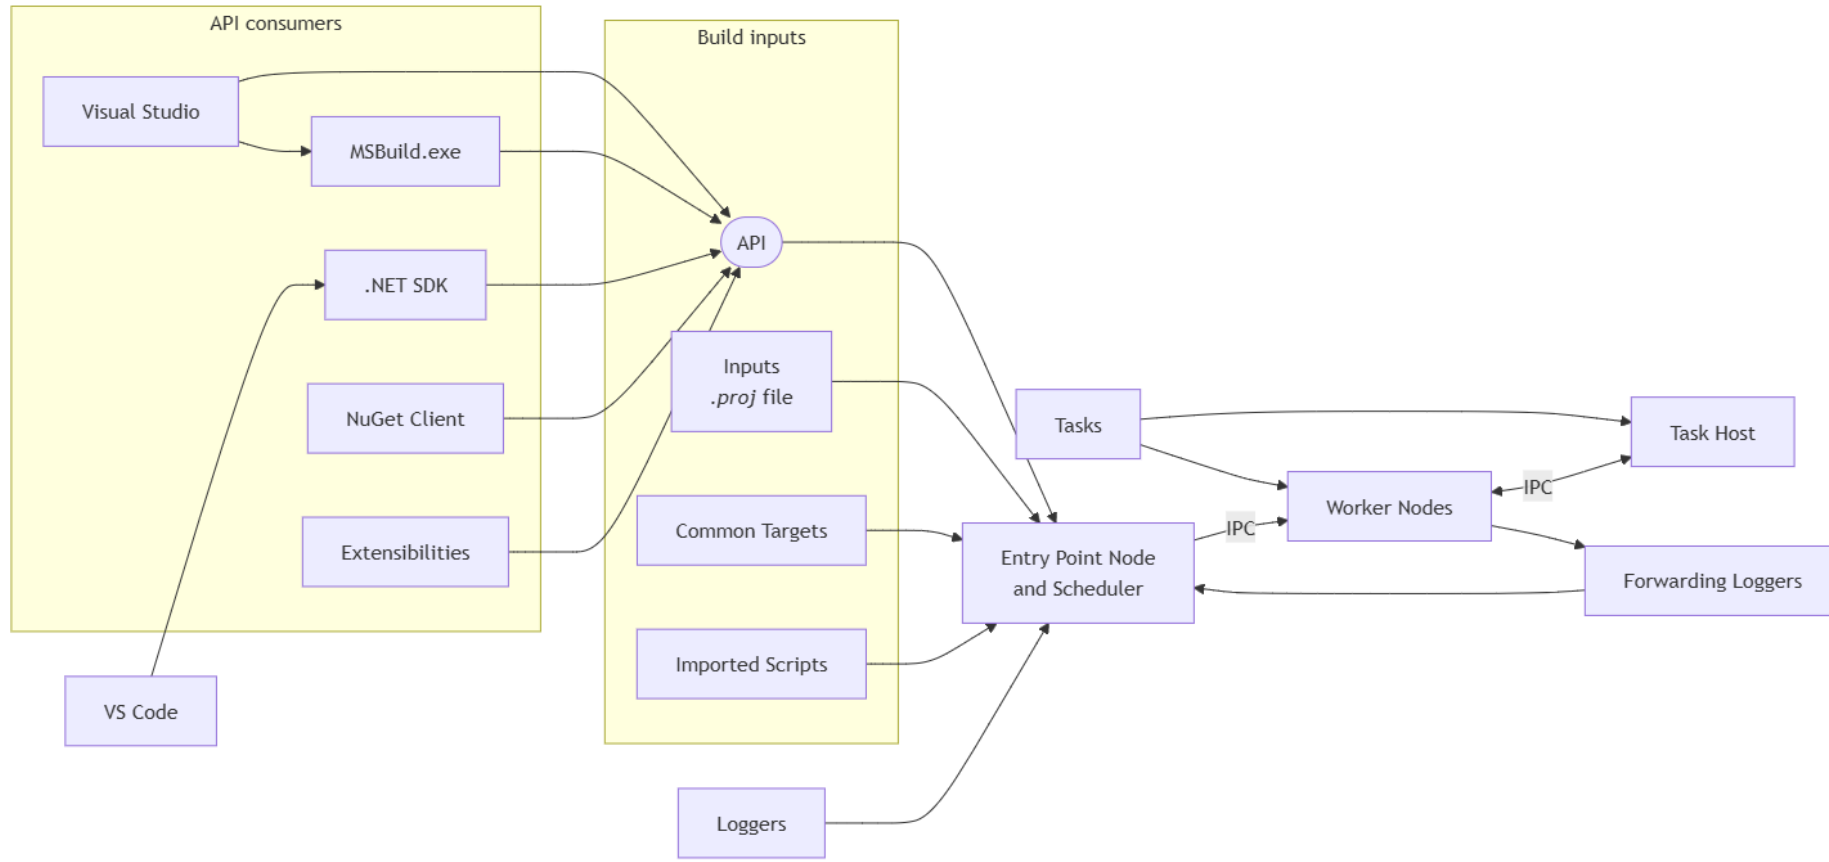 API consumers
Build inputs
Visual Studio
MSBuild.exe
API
.NET SDK
Inputs
.proj file
NuGet Client
Tasks
Task Host
IPC
Worker Nodes
IPC
Common Targets
Extensibilities
Entry Point Node
and Scheduler
Forwarding Loggers
Imported Scripts
VS Code
Loggers